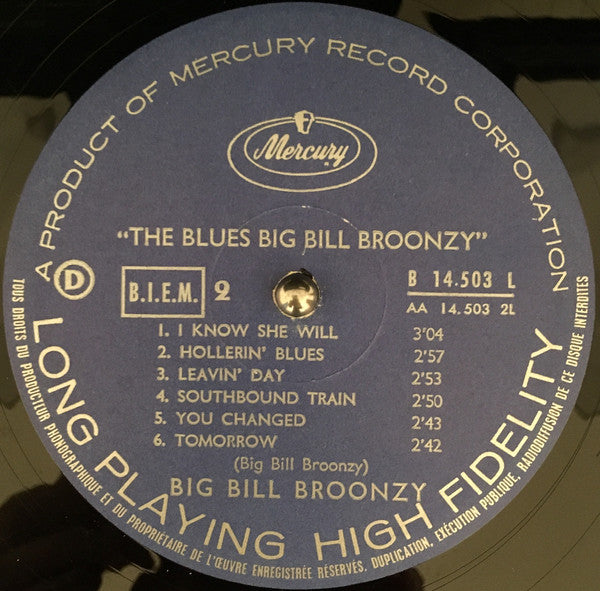 A PRODUCT OF MERCURY RECORD CORPORATION
Mercury
"THE BLUES BIG BILL BROONZY"
D
B.I.E.M. 2
B 14.503 L
AA 14.503 2L
1. I KNOW SHE WILL 3'04
2. HOLLERIN' BLUES 2'57
3. LEAVIN' DAY 2'53
4. SOUTHBOUND TRAIN 2'50
5. YOU CHANGED 2'43
6. TOMORROW 2'42
(Big Bill Broonzy)
BIG BILL BROONZY
LONG PLAYING HIGH FIDELITY
TOUS DROITS DU PRODUCTEUR PHONOGRAPHIQUE ET DU PROPRIÉTAIRE DE L'ŒUVRE ENREGISTRÉE RÉSERVÉS. DUPLICATION, EXÉCUTION PUBLIQUE, RADIODIFFUSION DE CE DISQUE INTERDITES